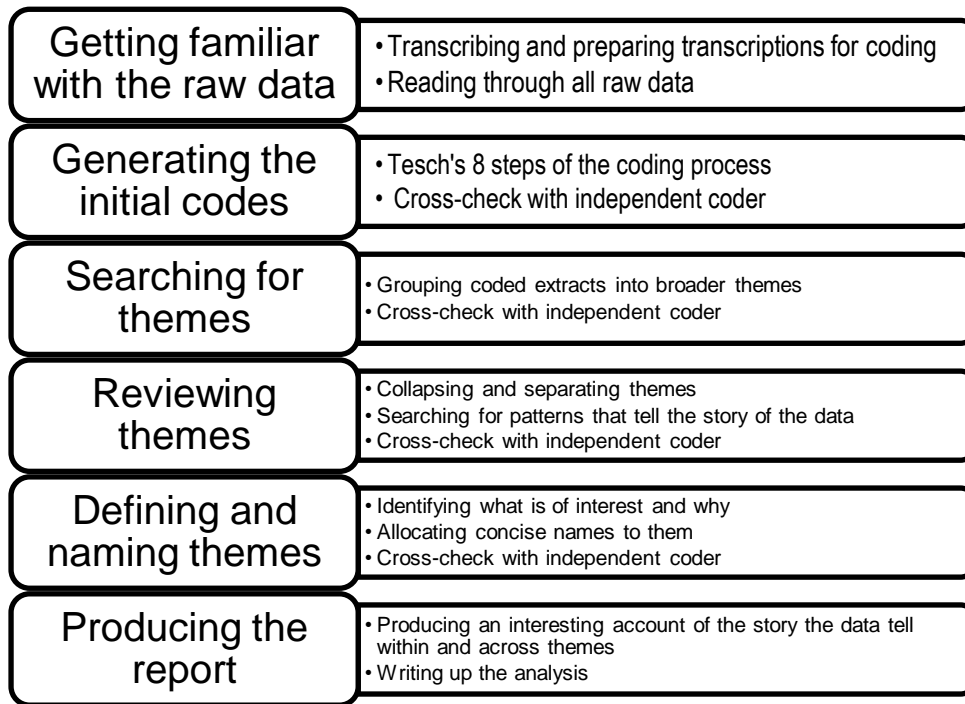 Getting familiar
with the raw data
• Transcribing and preparing transcriptions for coding
• Reading through all raw data
Generating the
initial codes
• Tesch's 8 steps of the coding process
• Cross-check with independent coder
Searching for
themes
• Grouping coded extracts into broader themes
• Cross-check with independent coder
Reviewing
themes
• Collapsing and separating themes
• Searching for patterns that tell the story of the data
• Cross-check with independent coder
Defining and
naming themes
• Identifying what is of interest and why
• Allocating concise names to them
• Cross-check with independent coder
Producing the
report
• Producing an interesting account of the story the data tell
within and across themes
• Writing up the analysis